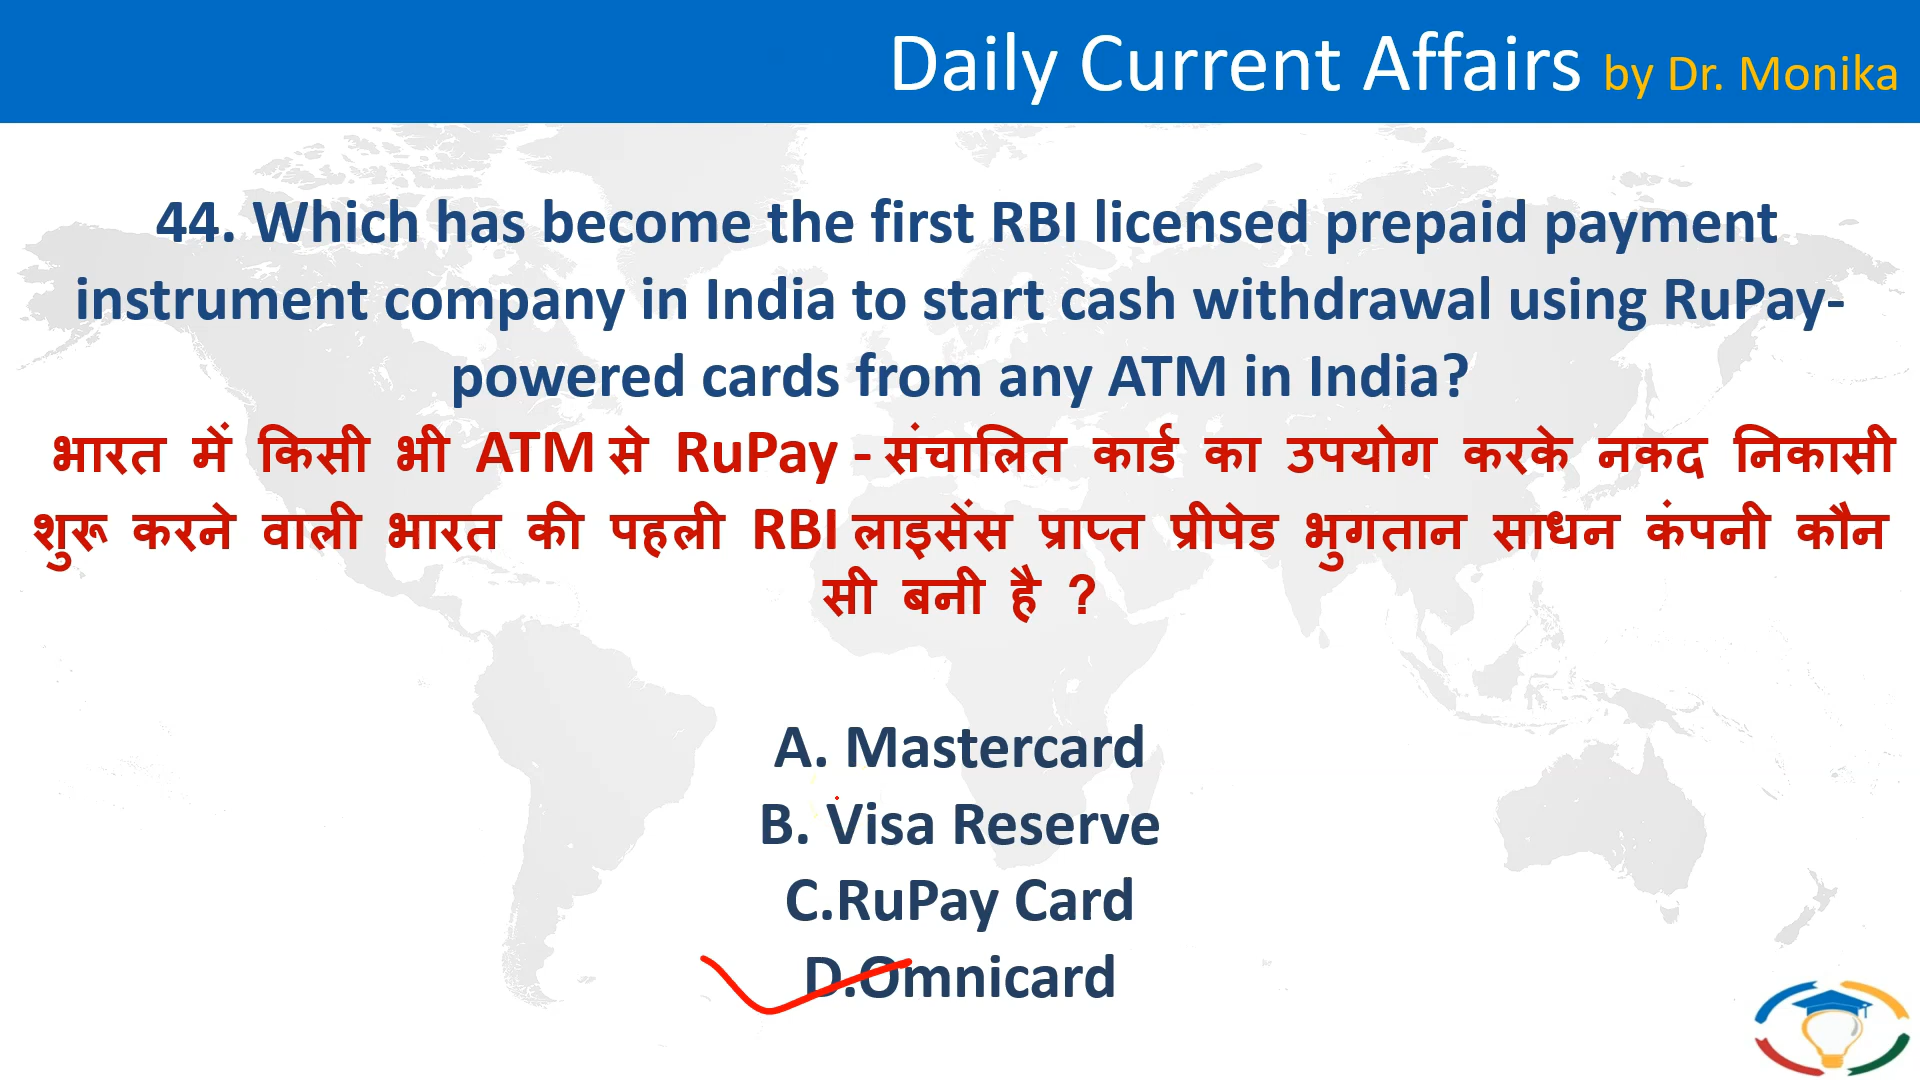 Daily Current Affairs by Dr. Monika
44. Which has become the first RBI licensed prepaid payment
instrument company in India to start cash withdrawal using RuPay-
powered cards from any ATM in India?
भारत में किसी भी ATM से RuPay - संचालित कार्ड का उपयोग करके नकद निकासी
शुरू करने वाली भारत की पहली RBI लाइसेंस प्राप्त प्रीपेड भुगतान साधन कंपनी कौन
सी बनी है ?
A. Mastercard
B. Visa Reserve
C.RuPay Card
D.Omnicard